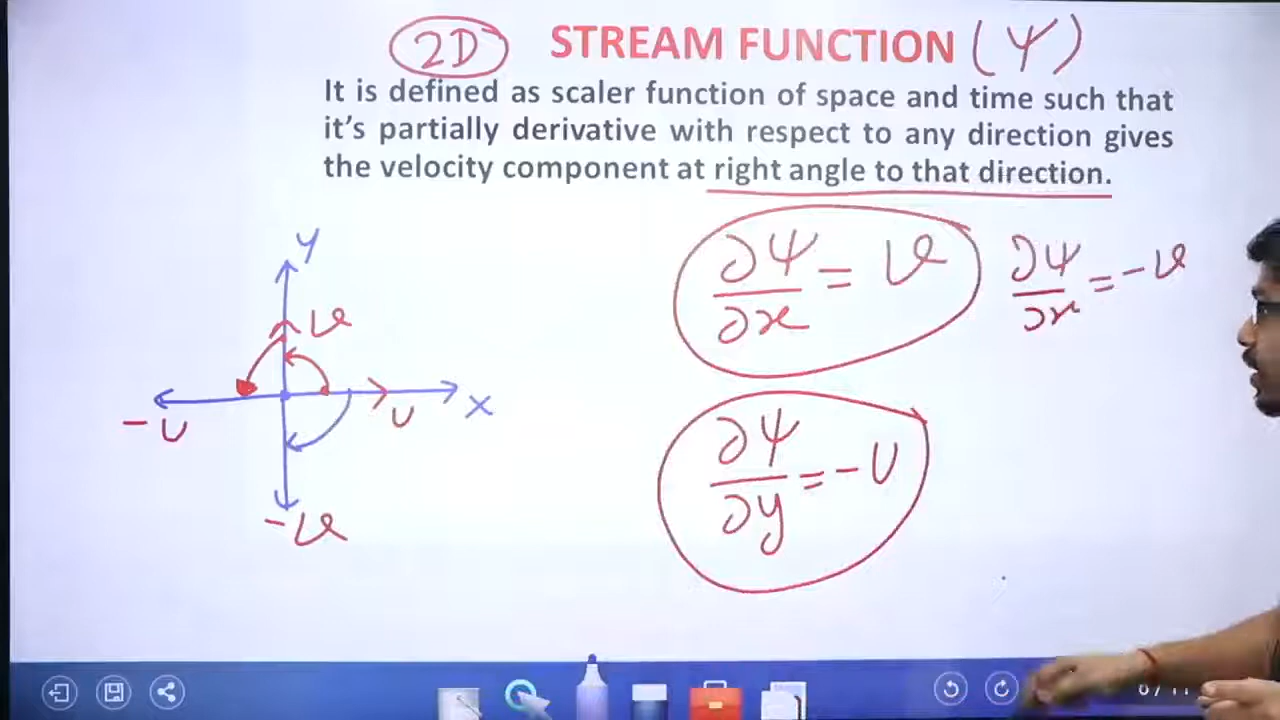 2D STREAM FUNCTION (Ψ)
It is defined as scaler function of space and time such that
it's partially derivative with respect to any direction gives
the velocity component at right angle to that direction.
Y
∂Ψ/∂x = v
∂Ψ/∂x = -v
v
-U
U
X
∂Ψ/∂y = -U
-v